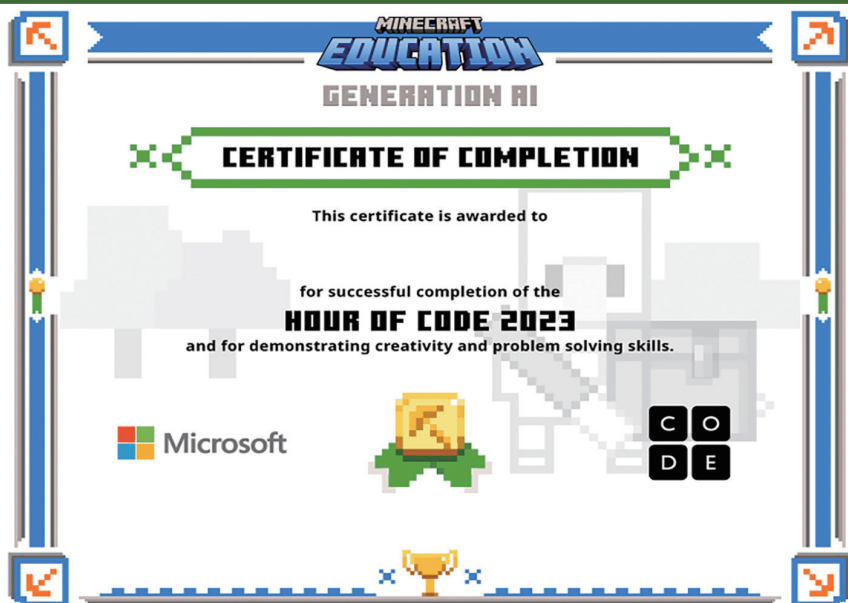 MINECRAFT
EDUCATION
GENERATION AI
CERTIFICATE OF COMPLETION
This certificate is awarded to
for successful completion of the
HOUR OF CODE 2023
and for demonstrating creativity and problem solving skills.
Microsoft
C O
D E